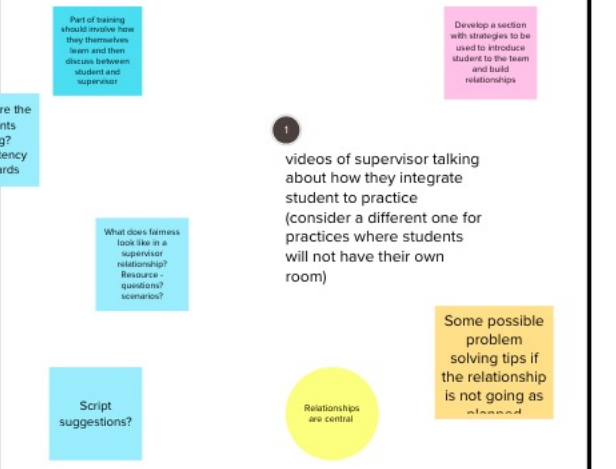 Part of training
should involve how
they themselves
learn and then
discuss between
student and
supervisor
Develop a section
with strategies to be
used to introduce
student to the team
and build
relationships
re the
nts
g?
tency
rds
1
videos of supervisor talking
about how they integrate
student to practice
(consider a different one for
practices where students
will not have their own
room)
What does fairness
look like in a
supervisor
relationship?
Resource -
questions?
scenarios?
Some possible
problem
solving tips if
the relationship
is not going as
planned
Script
suggestions?
Relationships
are central